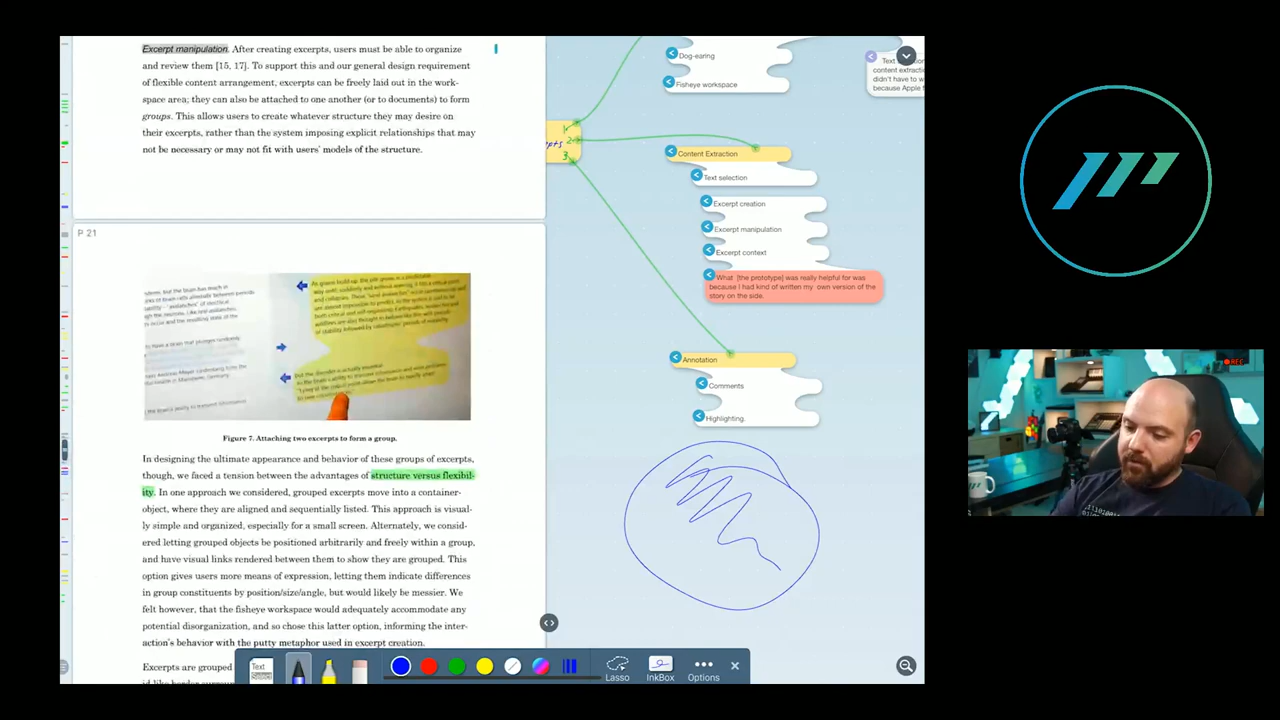 Excerpt manipulation. After creating excerpts, users must be able to organize
and review them [15, 17]. To support this and our general design requirement
of flexible content arrangement, excerpts can be freely laid out in the work-
space area; they can also be attached to one another (or to documents) to form
groups. This allows users to create whatever structure they may desire on
their excerpts, rather than the system imposing explicit relationships that may
not be necessary or may not fit with users' models of the structure.
P 21
Figure 7. Attaching two excerpts to form a group.
In designing the ultimate appearance and behavior of these groups of excerpts,
though, we faced a tension between the advantages of structure versus flexibil-
ity. In one approach we considered, grouped excerpts move into a container-
object, where they are aligned and sequentially listed. This approach is visual-
ly simple and organized, especially for a small screen. Alternately, we consid-
ered letting grouped objects be positioned arbitrarily and freely within a group,
and have visual links rendered between them to show they are grouped. This
option gives users more means of expression, letting them indicate differences
in group constituents by position/size/angle, but would likely be messier. We
felt however, that the fisheye workspace would adequately accommodate any
potential disorganization, and so chose this latter option, informing the inter-
action's behavior with the putty metaphor used in excerpt creation.
Excerpts are grouped
1
2
3
Dog-earing
Fisheye workspace
content extracti
didn't have to w
because Apple f
Content Extraction
Text selection
Excerpt creation
Excerpt manipulation
Excerpt context
What [the prototype] was really helpful for was
because I had kind of written my own version of the
story on the side.
Annotation
Comments
Highlighting.
Text
Lasso
InkBox
Options
REC